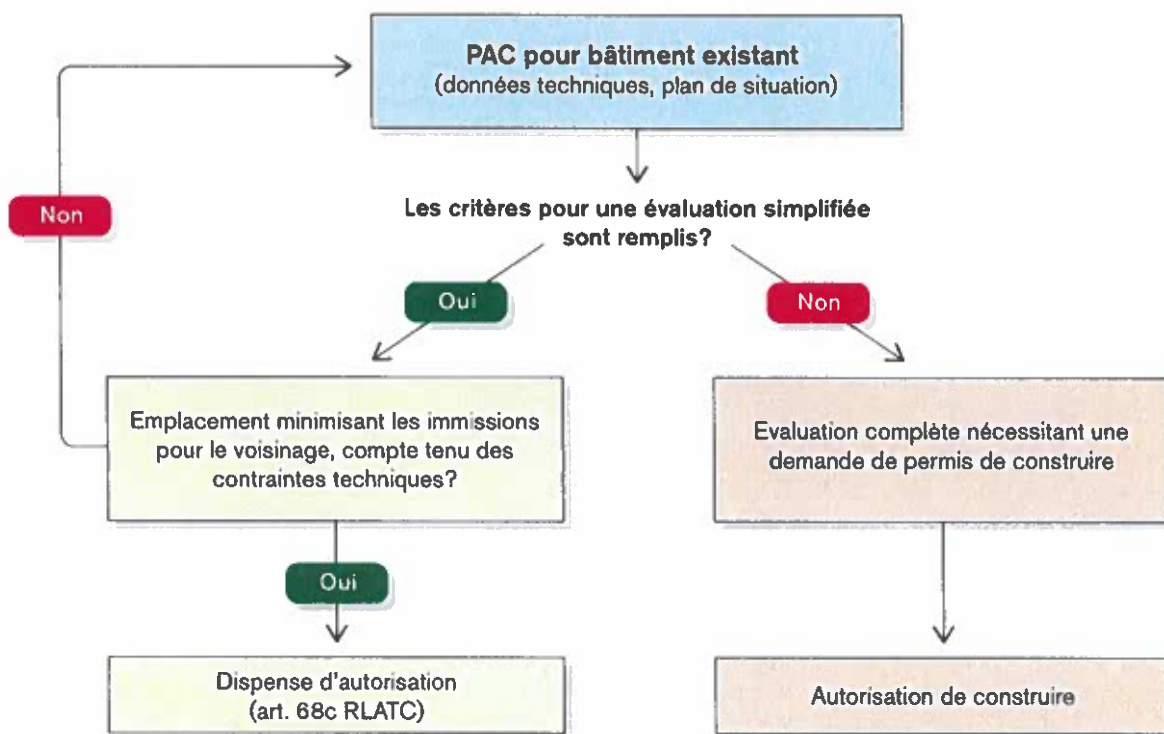 PAC pour bâtiment existant
(données techniques, plan de situation)
Non
Les critères pour une évaluation simplifiée
sont remplis?
Oui
Non
Emplacement minimisant les immissions
pour le voisinage, compte tenu des
contraintes techniques?
Evaluation complète nécessitant une
demande de permis de construire
Oui
Dispense d'autorisation
(art. 68c RLATC)
Autorisation de construire